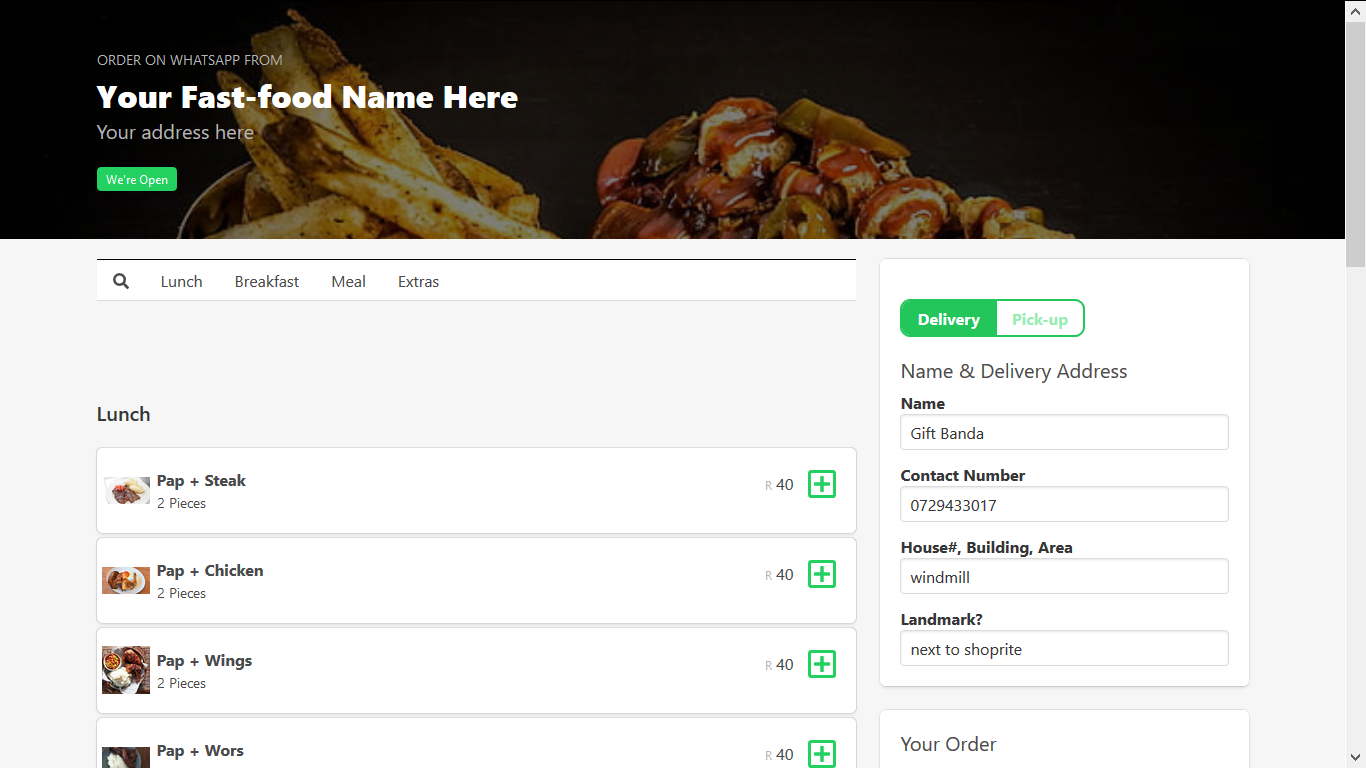 ORDER ON WHATSAPP FROM
Your Fast-food Name Here
Your address here
We're Open
Lunch
Breakfast
Meal
Extras
Lunch
Pap + Steak
2 Pieces
R 40
Pap + Chicken
2 Pieces
R 40
Pap + Wings
2 Pieces
R 40
Pap + Wors
R 40
Delivery
Pick-up
Name & Delivery Address
Name
Gift Banda
Contact Number
0729433017
House#, Building, Area
windmill
Landmark?
next to shoprite
Your Order